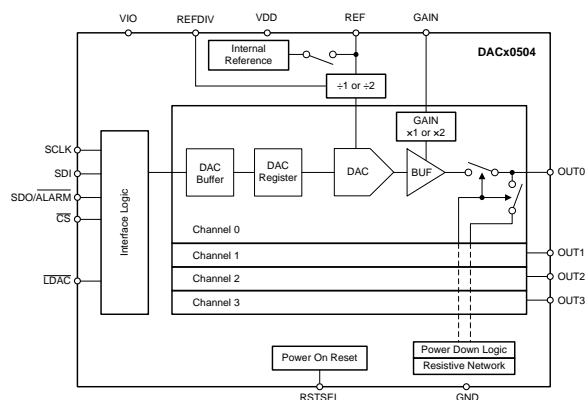 VIO
REFDIV
VDD
REF
GAIN
DACx0504
Internal
Reference
÷1 or ÷2
GAIN
×1 or ×2
SCLK
SDI
SDO/ALARM
CS
LDAC
Interface Logic
DAC
Buffer
DAC
Register
DAC
BUF
OUT0
Channel 0
Channel 1
OUT1
Channel 2
OUT2
Channel 3
OUT3
Power On Reset
Power Down Logic
Resistive Network
RSTSEL
GND